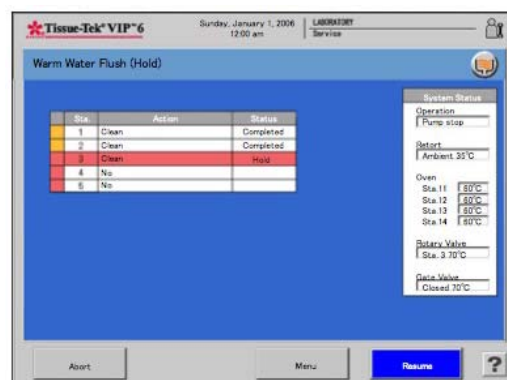 Tissue-Tek® VIP™6
Sunday, January 1, 2006
12:00 am
LABORATORY
Service
Warm Water Flush (Hold)
Sta. Action Status
1 Clean Completed
2 Clean Completed
3 Clean Hold
4 No
5 No
System Status
Operation
Pump stop
Retort
Ambient 35°C
Oven
Sta.11 60°C
Sta.12 60°C
Sta.13 60°C
Sta.14 60°C
Rotary Valve
Sta. 3 70°C
Gate Valve
Closed 70°C
Abort
Menu
Resume
?